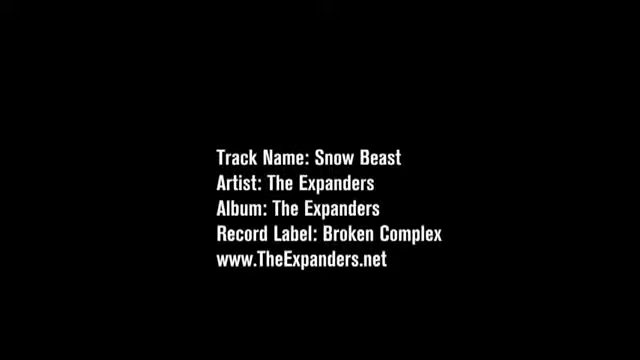 Track Name: Snow Beast
Artist: The Expanders
Album: The Expanders
Record Label: Broken Complex
www.TheExpanders.net